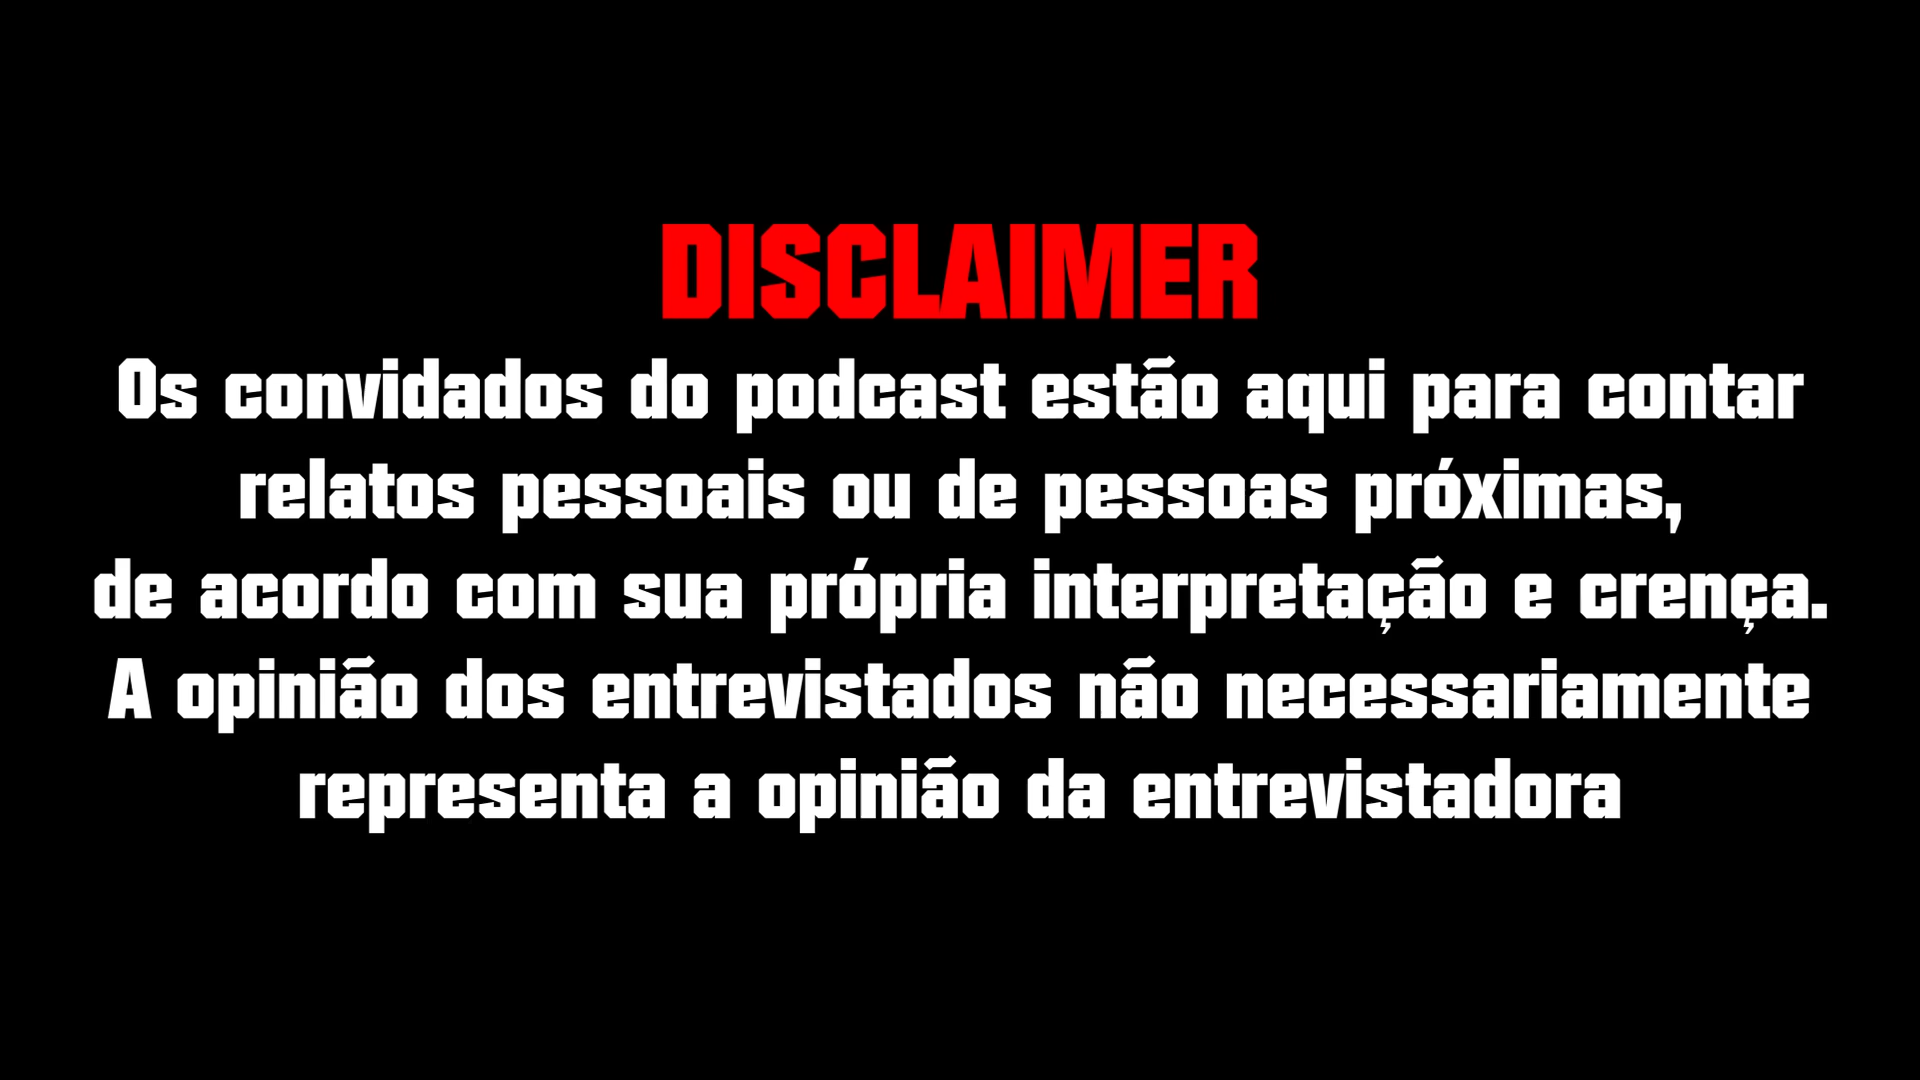 DISCLAIMER
Os convidados do podcast estão aqui para contar
relatos pessoais ou de pessoas próximas,
de acordo com sua própria interpretação e crença.
A opinião dos entrevistados não necessariamente
representa a opinião da entrevistadora